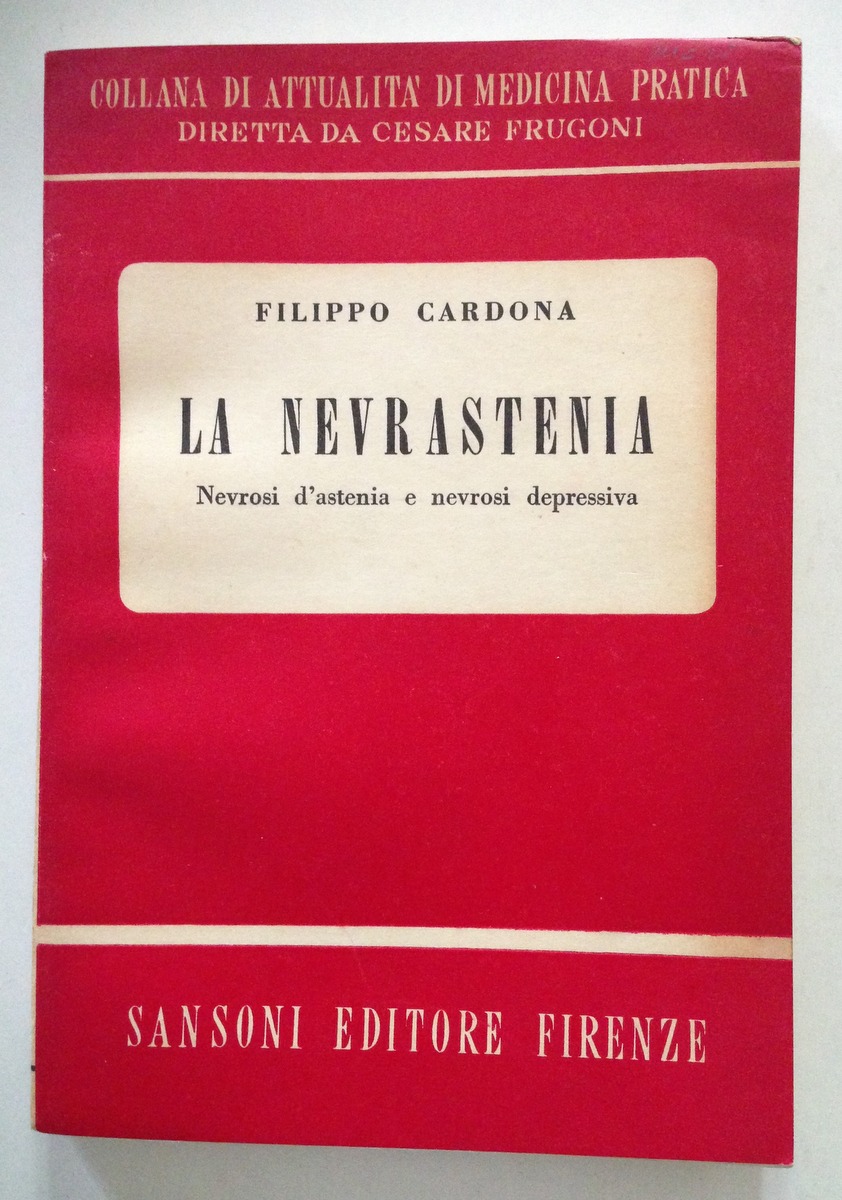 COLLANA DI ATTUALITA' DI MEDICINA PRATICA
DIRETTA DA CESARE FRUGONI
FILIPPO CARDONA
LA NEVRASTENIA
Nevrosi d'astenia e nevrosi depressiva
SANSONI EDITORE FIRENZE